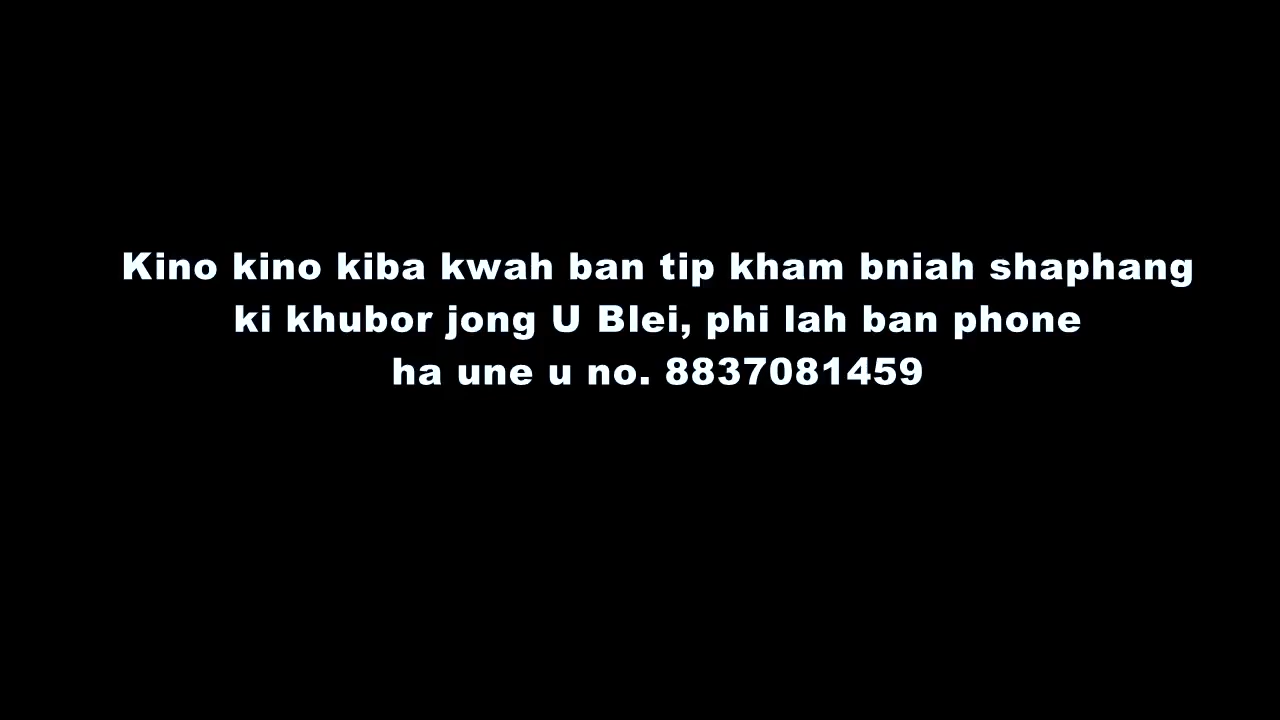 Kino kino kiba kwah ban tip kham bniah shaphang
ki khubor jong U Blei, phi lah ban phone
ha une u no. 8837081459